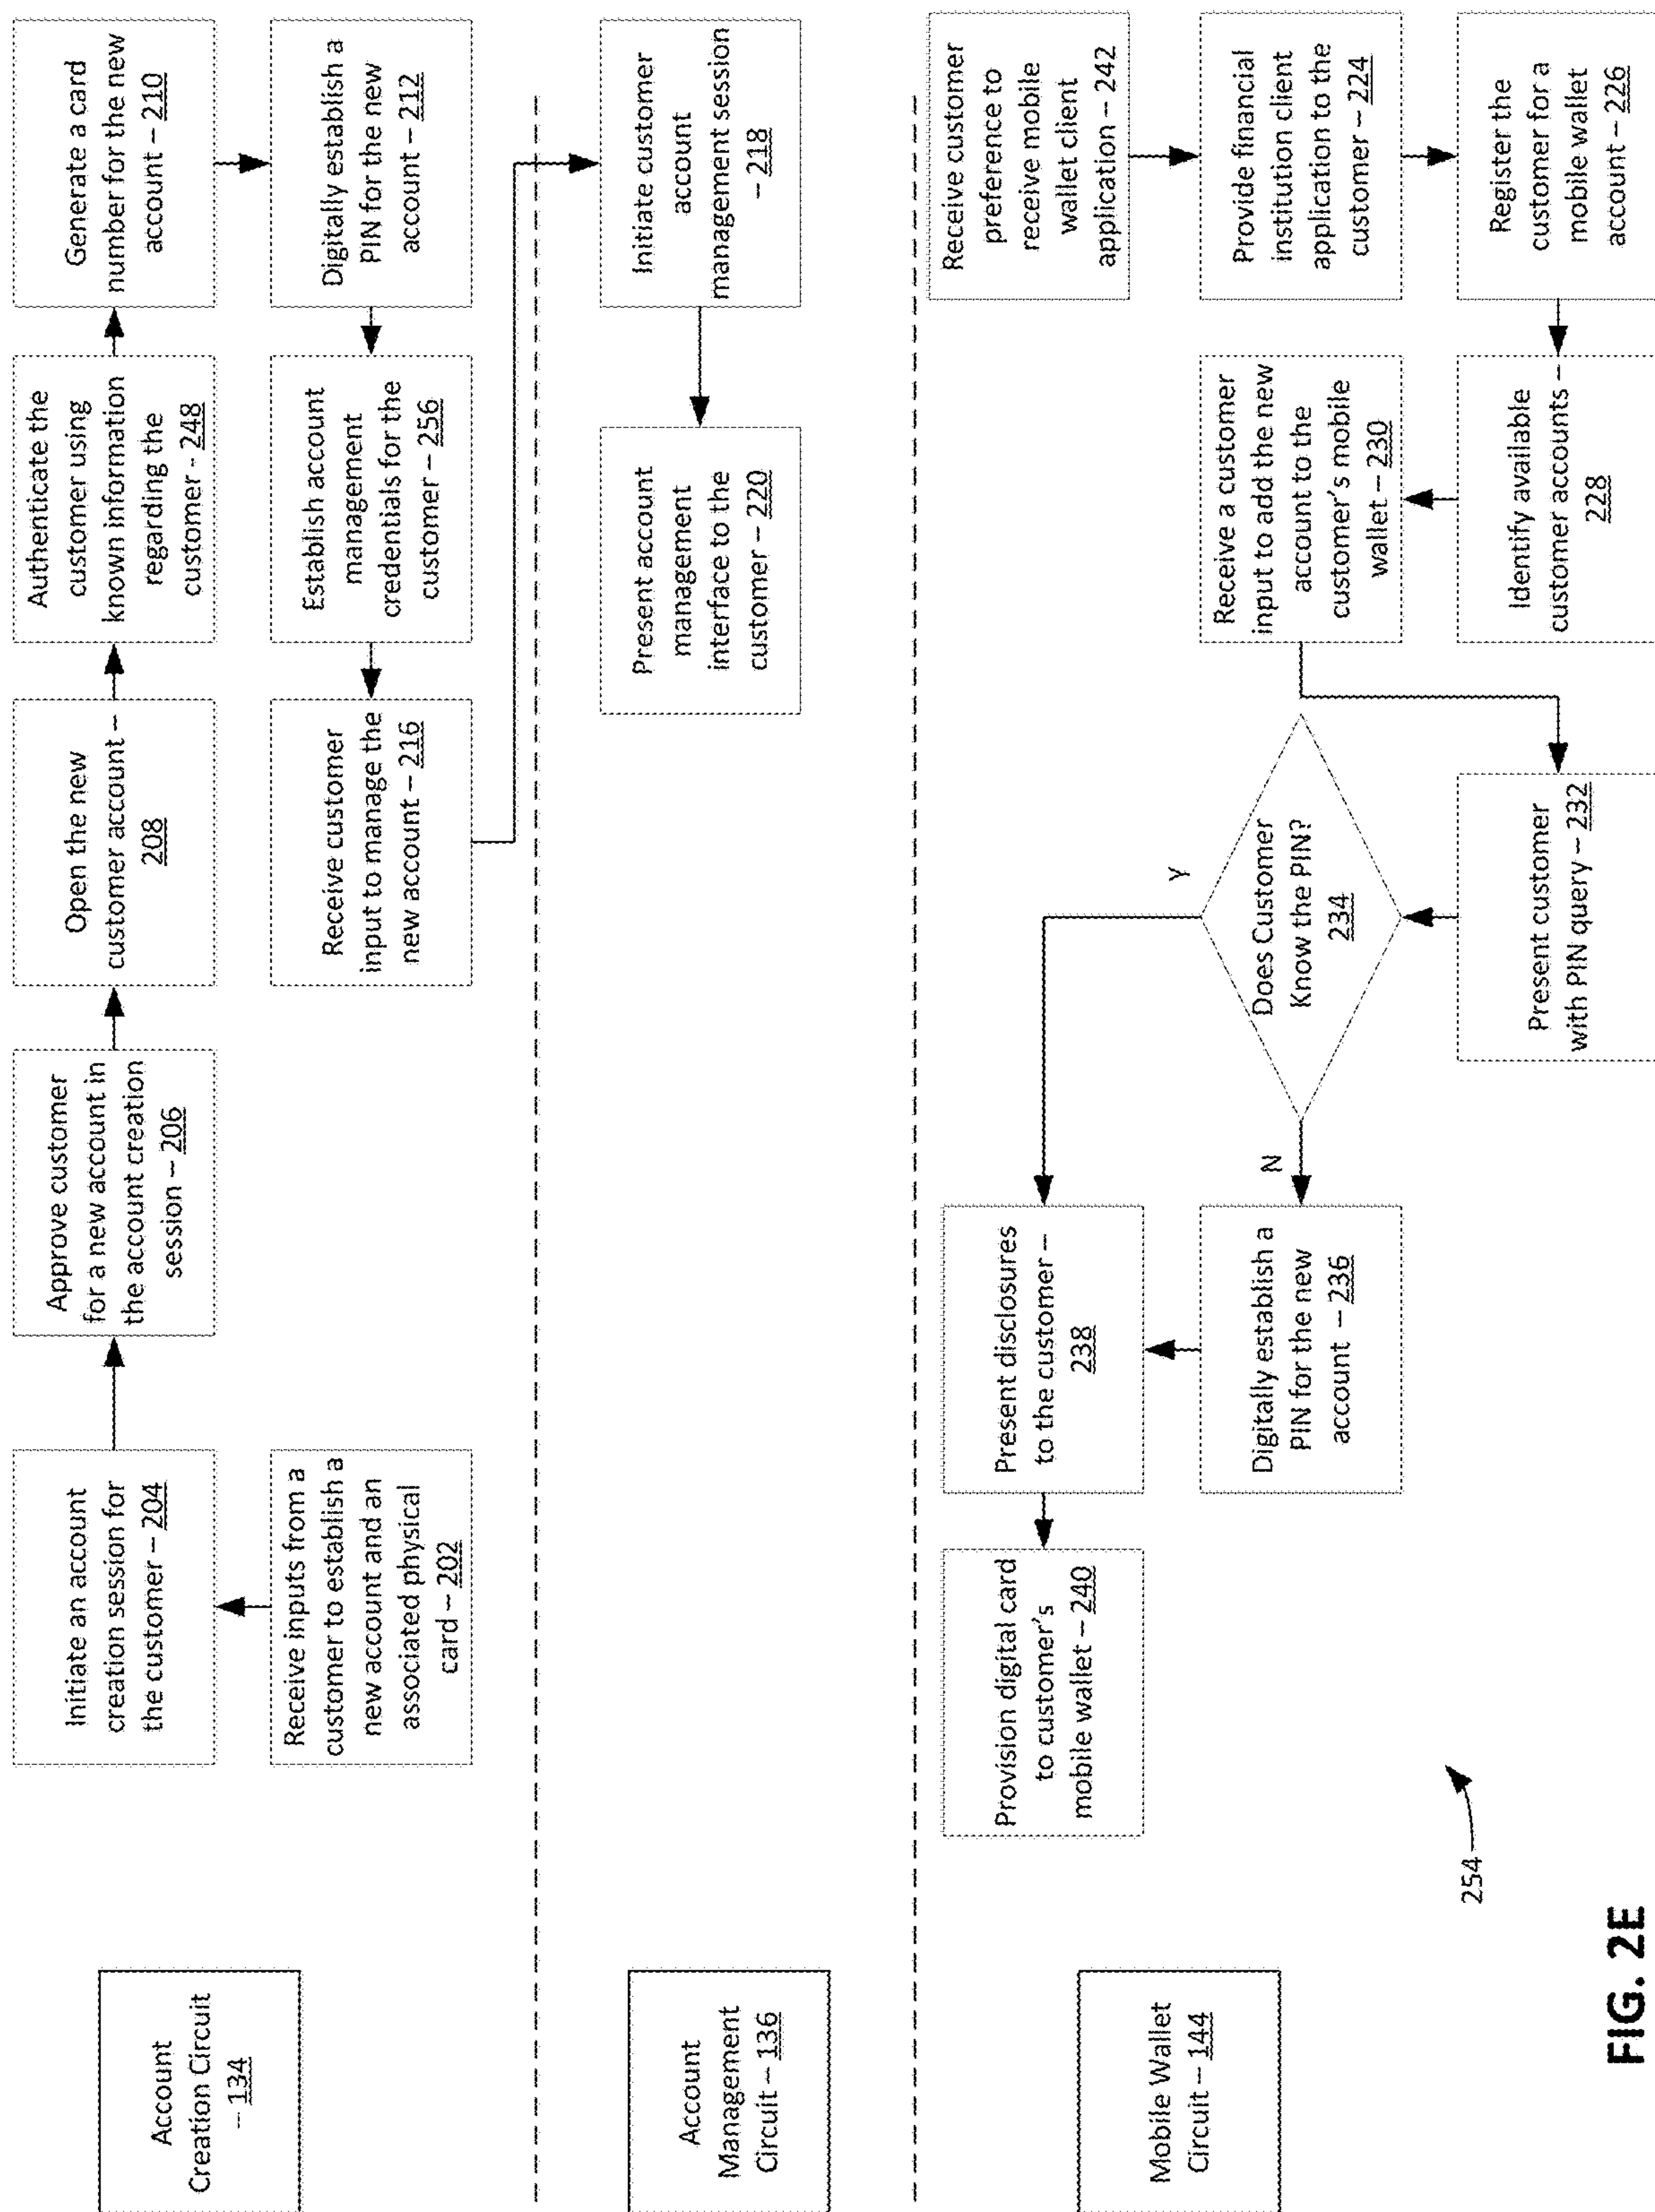 Account
Creation Circuit
– 134
Initiate an account
creation session for
the customer – 204
Receive inputs from a
customer to establish a
new account and an
associated physical
card – 202
Approve customer
for a new account in
the account creation
session – 206
Open the new
customer account –
208
Authenticate the
customer using
known information
regarding the
customer - 248
Generate a card
number for the new
account – 210
Digitally establish a
PIN for the new
account – 212
Establish account
management
credentials for the
customer – 256
Receive customer
input to manage the
new account – 216
Account
Management
Circuit – 136
Initiate customer
account
management session
– 218
Present account
management
interface to the
customer – 220
Mobile Wallet
Circuit – 144
Receive customer
preference to
receive mobile
wallet client
application – 242
Provide financial
institution client
application to the
customer – 224
Register the
customer for a
mobile wallet
account – 226
Identify available
customer accounts –
228
Receive a customer
input to add the new
account to the
customer's mobile
wallet – 230
Present customer
with PIN query – 232
Does Customer
Know the PIN?
234
Y
N
Digitally establish a
PIN for the new
account – 236
Present disclosures
to the customer –
238
Provision digital card
to customer's
mobile wallet – 240
254
FIG. 2E